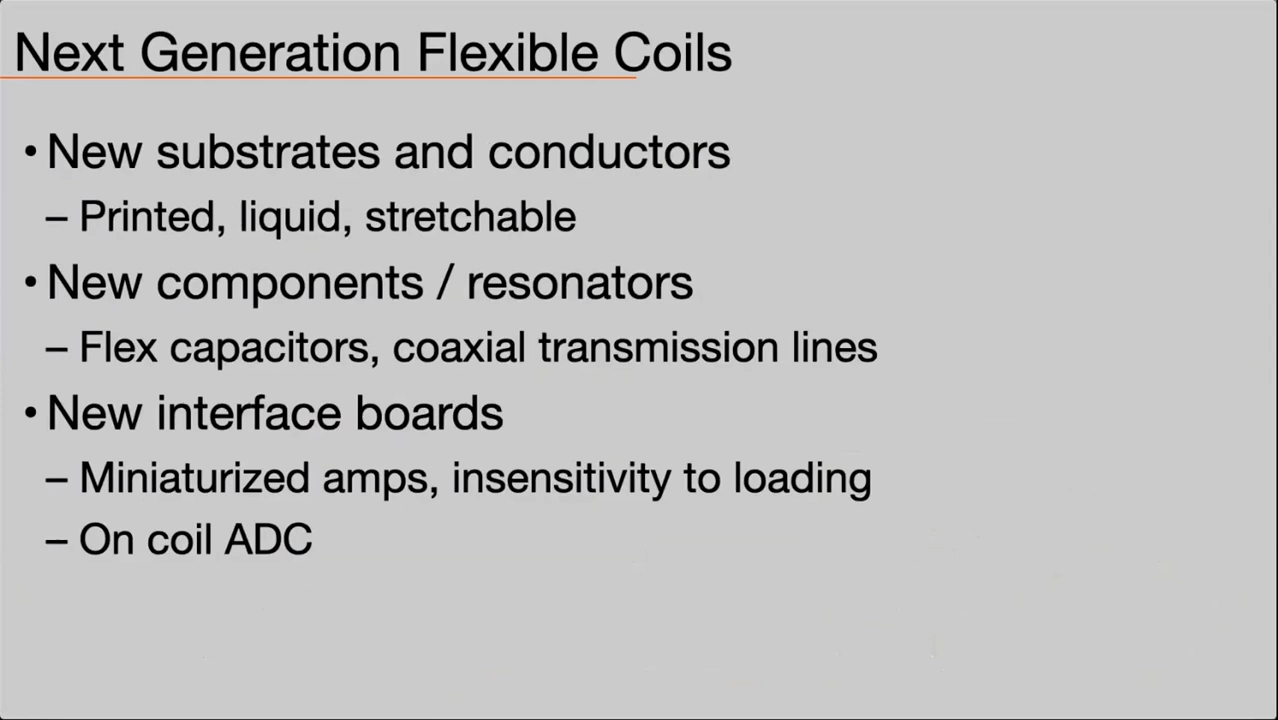 Next Generation Flexible Coils
• New substrates and conductors
– Printed, liquid, stretchable
• New components / resonators
– Flex capacitors, coaxial transmission lines
• New interface boards
– Miniaturized amps, insensitivity to loading
– On coil ADC